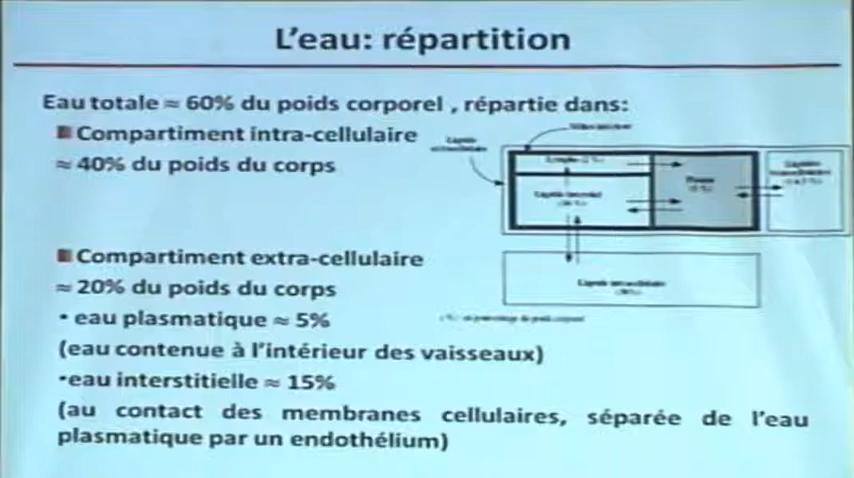 L'eau: répartition
Eau totale ≈ 60% du poids corporel , répartie dans:
Compartiment intra-cellulaire
≈ 40% du poids du corps
Compartiment extra-cellulaire
≈ 20% du poids du corps
• eau plasmatique ≈ 5%
(eau contenue à l'intérieur des vaisseaux)
•eau interstitielle ≈ 15%
(au contact des membranes cellulaires, séparée de l'eau
plasmatique par un endothélium)